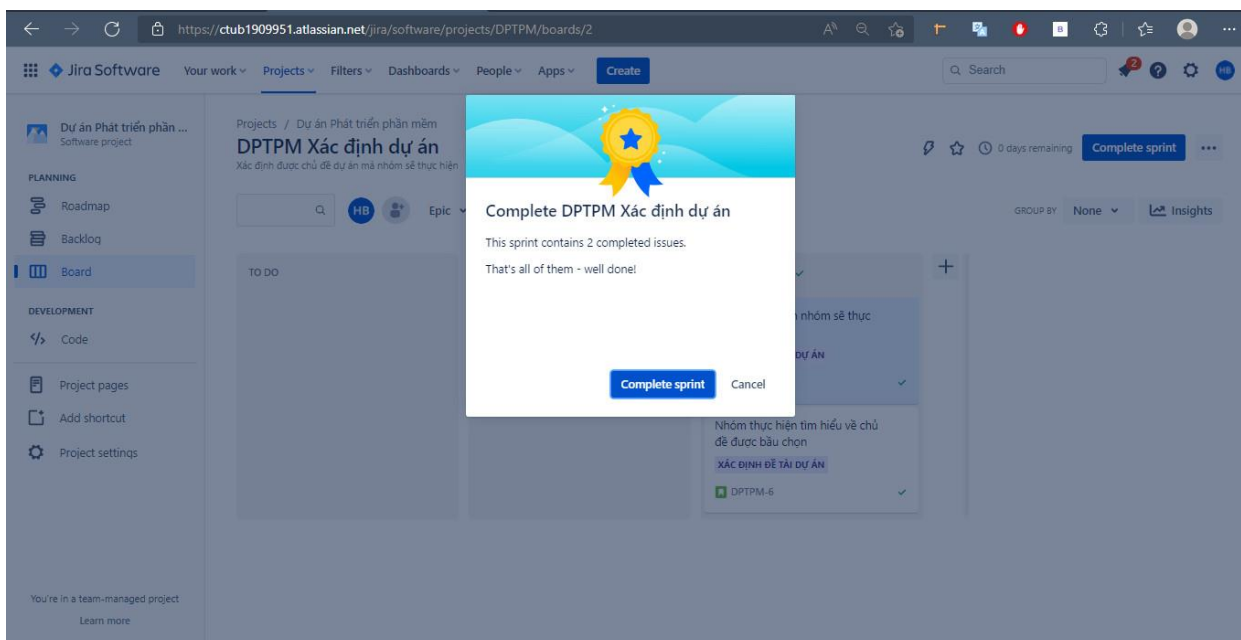 https://ctub1909951.atlassian.net/jira/software/projects/DPTPM/boards/2
Jira Software
Your work
Projects
Filters
Dashboards
People
Apps
Create
Search
2
HB
Dự án Phát triển phần ...
Software project
PLANNING
Roadmap
Backlog
Board
DEVELOPMENT
Code
Project pages
Add shortcut
Project settings
You're in a team-managed project
Learn more
Projects / Dự án Phát triển phần mềm
DPTPM Xác định dự án
Xác định được chủ đề dự án mà nhóm sẽ thực hiện
0 days remaining
Complete sprint
HB
Epic
GROUP BY
None
Insights
TO DO
Complete DPTPM Xác định dự án
This sprint contains 2 completed issues.
That's all of them - well done!
Complete sprint
Cancel
nhóm sẽ thực
DỰ ÁN
Nhóm thực hiện tìm hiểu về chủ
đề được bầu chọn
XÁC ĐỊNH ĐỀ TÀI DỰ ÁN
DPTPM-6